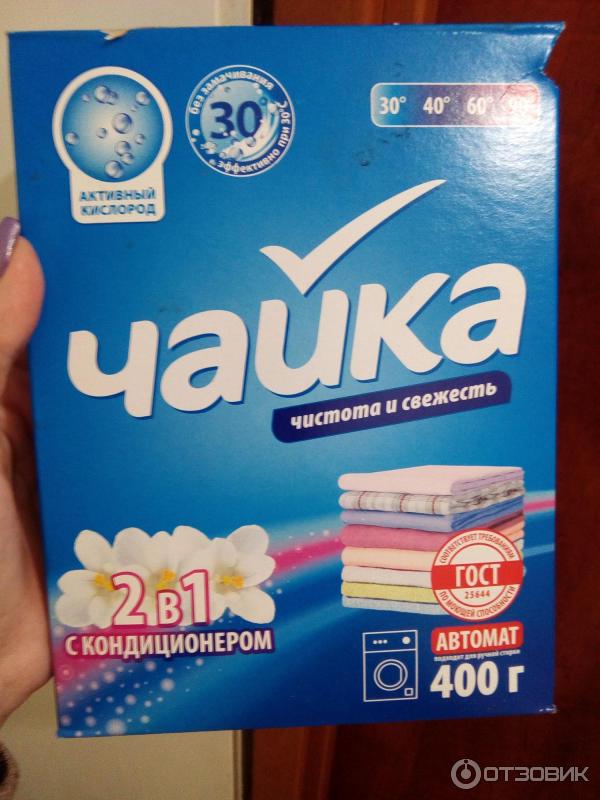 без замачивания
30
эффективно при 30°C
30° 40° 60° 90°
АКТИВНЫЙ
КИСЛОРОД
чайка
чистота и свежесть
2 в 1
С КОНДИЦИОНЕРОМ
СООТВЕТСТВУЕТ ТРЕБОВАНИЯМ
ГОСТ
25644
ПО МОЮЩЕЙ СПОСОБНОСТИ
АВТОМАТ
подходит для ручной стирки
400 г
ОТЗОВИК